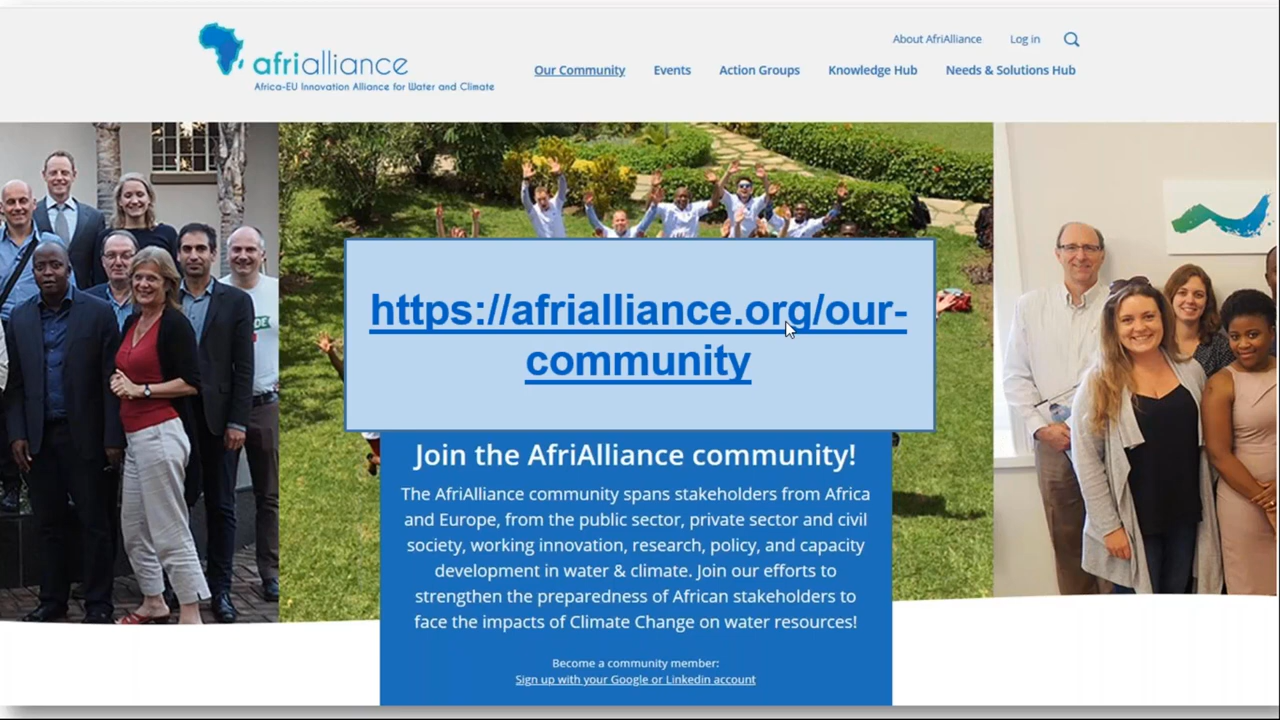 afrialliance
Africa-EU Innovation Alliance for Water and Climate
About AfriAlliance
Log in
Our Community
Events
Action Groups
Knowledge Hub
Needs & Solutions Hub
https://afrialliance.org/our-
community
Join the AfriAlliance community!
The AfriAlliance community spans stakeholders from Africa
and Europe, from the public sector, private sector and civil
society, working innovation, research, policy, and capacity
development in water & climate. Join our efforts to
strengthen the preparedness of African stakeholders to
face the impacts of Climate Change on water resources!
Become a community member:
Sign up with your Google or Linkedin account